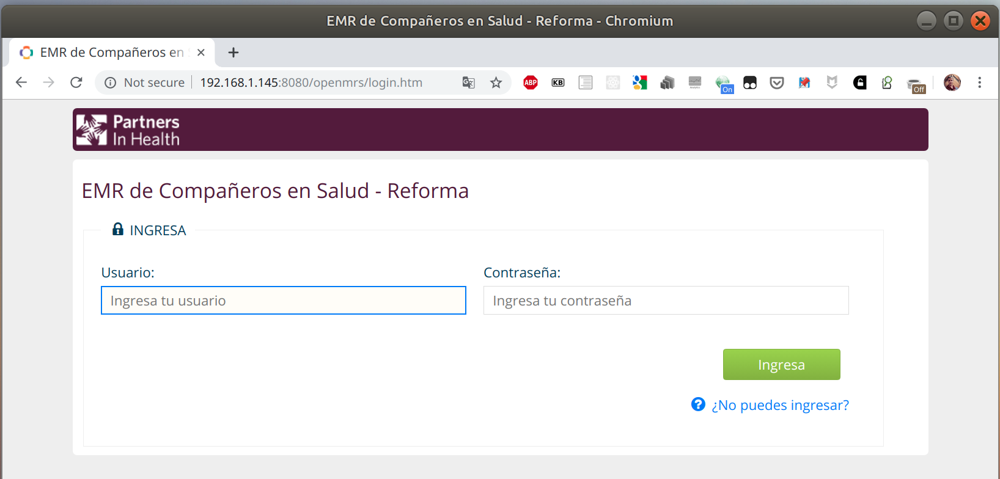 EMR de Compañeros en Salud - Reforma - Chromium
EMR de Compañeros en
Not secure
192.168.1.145:8080/openmrs/login.htm
ABP
KB
On
Off
Partners
In Health
EMR de Compañeros en Salud - Reforma
INGRESA
Usuario:
Contraseña:
Ingresa tu usuario
Ingresa tu contraseña
Ingresa
¿No puedes ingresar?